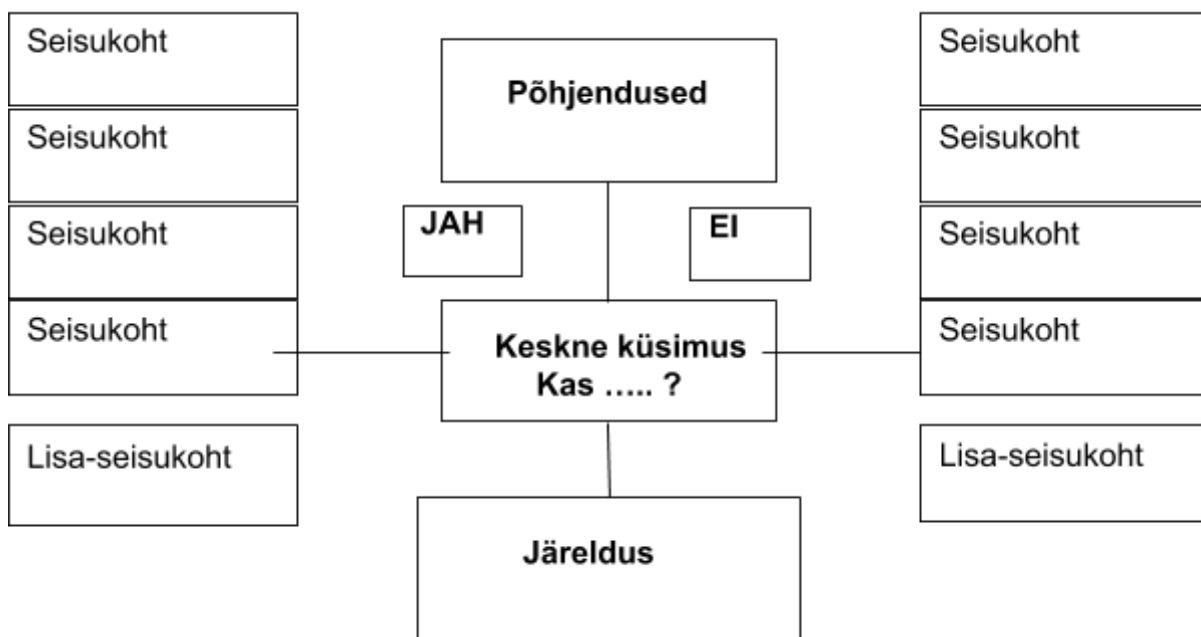 Seisukoht
Seisukoht
Seisukoht
Seisukoht
Lisa-seisukoht
Põhjendused
JAH
EI
Keskne küsimus
Kas ..... ?
Järeldus
Seisukoht
Seisukoht
Seisukoht
Seisukoht
Lisa-seisukoht